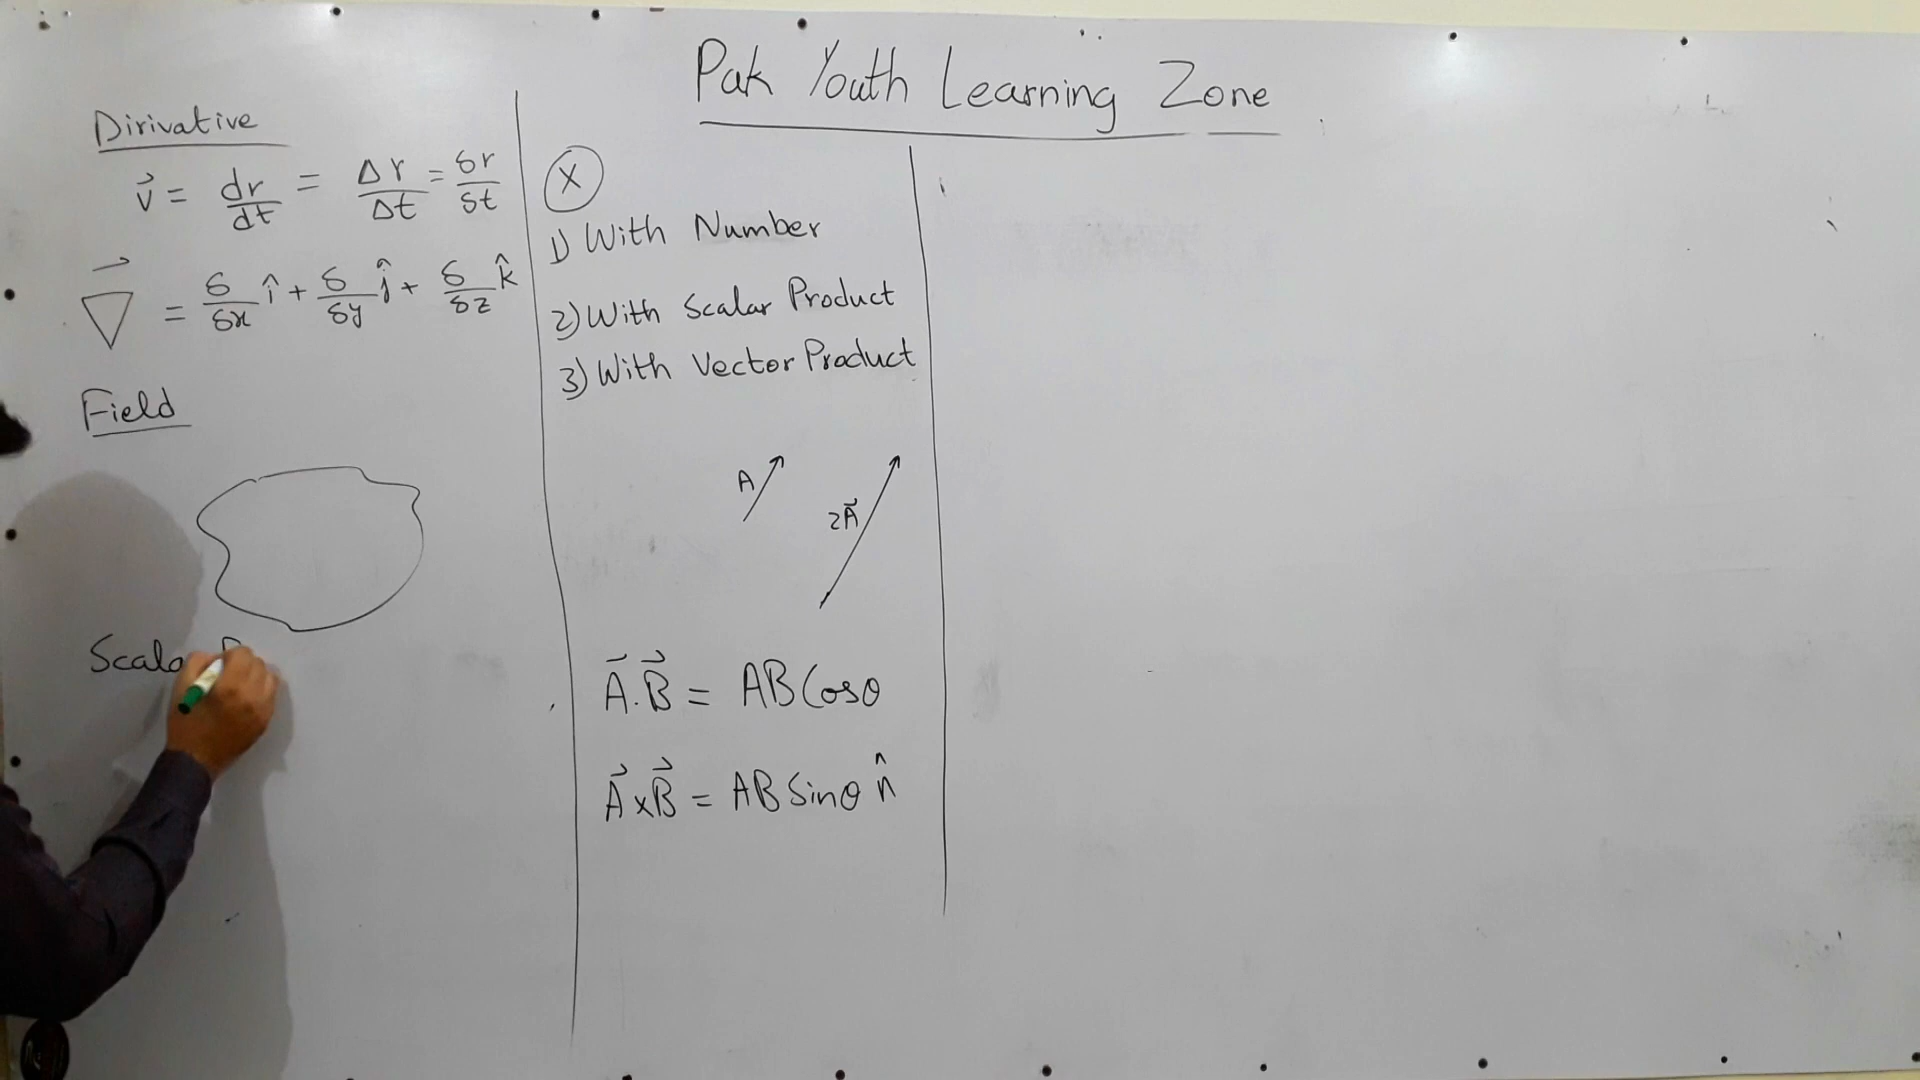 Pak Youth Learning Zone
Dirivative
v⃗ = dr/dt = Δr/Δt = δr/δt
∇⃗ = δ/δx î + δ/δy ĵ + δ/δz k̂
Field
X
1) With Number
2) With Scalar Product
3) With Vector Product
A
2A⃗
A⃗.B⃗ = AB Cosθ
A⃗×B⃗ = AB Sinθ n̂